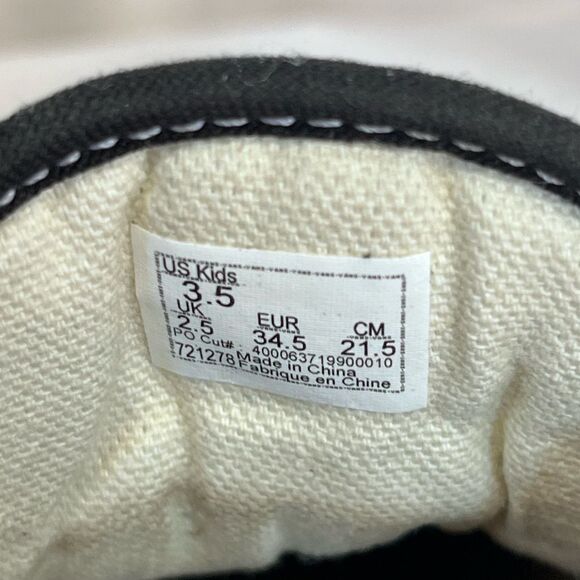 US Kids
3.5
UK EUR CM
2.5 34.5 21.5
PO Cut#: 400063719900010
721278 Made in China
Fabrique en Chine